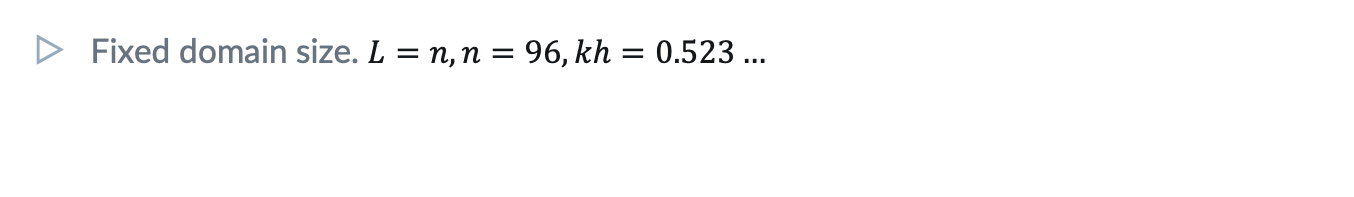 Fixed domain size. L = n, n = 96, kh = 0.523 ...